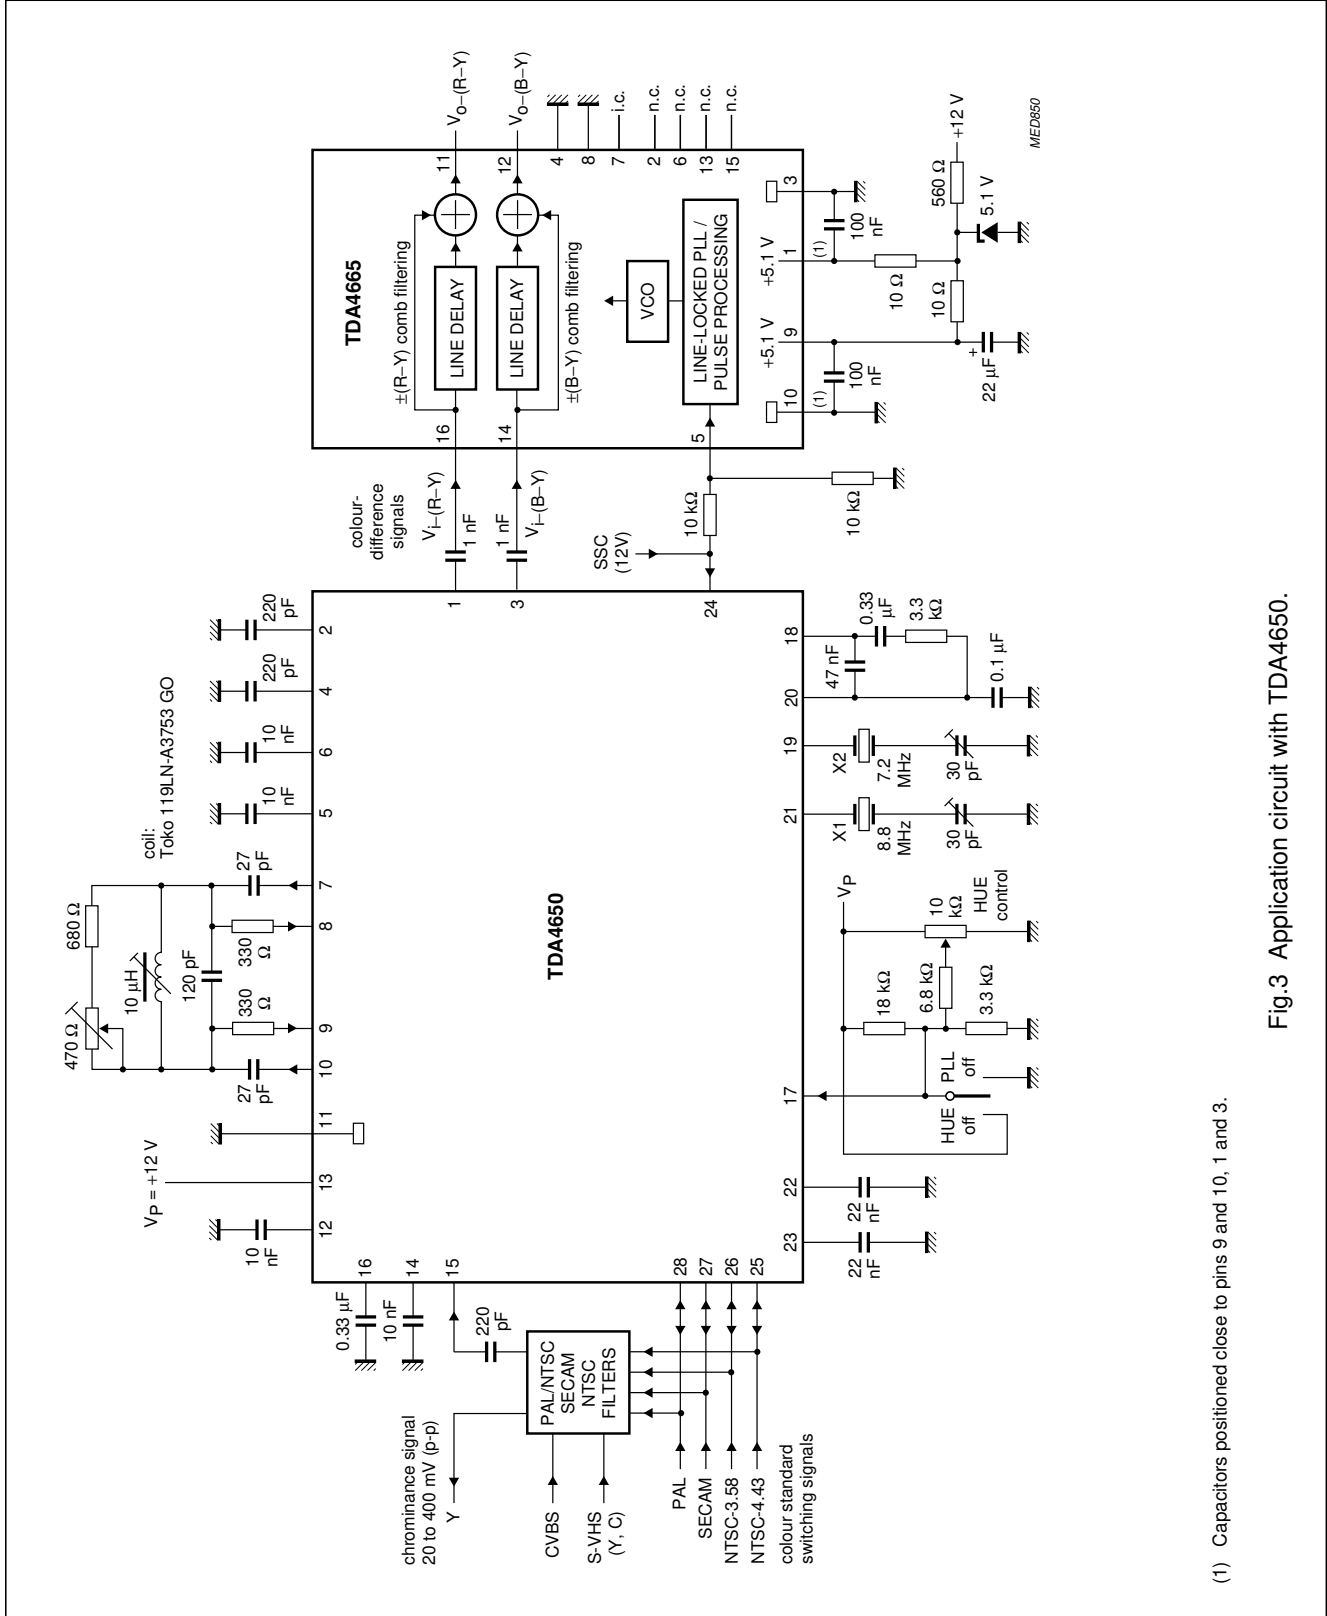 chrominance signal
20 to 400 mV (p-p)
Y
CVBS
S-VHS
(Y, C)
PAL
SECAM
NTSC-3.58
NTSC-4.43
colour standard
switching signals
PAL/NTSC
SECAM
NTSC
FILTERS
220
pF
0.33 µF
10 nF
16
14
15
28
27
26
25
10
nF
12
VP = +12 V
13
11
27
pF
10
470 Ω
680 Ω
10 µH
120 pF
330
Ω
330
Ω
9
8
27
pF
7
coil:
Toko 119LN-A3753 GO
10
nF
5
10
nF
6
220
pF
4
220
pF
2
TDA4650
1
3
24
23
22
17
21
19
20
18
22
nF
22
nF
HUE
off
PLL
off
VP
18 kΩ
6.8 kΩ
3.3 kΩ
10
kΩ
HUE
control
X1
8.8
MHz
30
pF
X2
7.2
MHz
30
pF
47 nF
0.33
µF
3.3
kΩ
0.1 µF
colour-
difference
signals
Vi–(R–Y)
1 nF
1 nF
Vi–(B–Y)
SSC
(12V)
10 kΩ
10 kΩ
TDA4665
±(R–Y) comb filtering
LINE DELAY
LINE DELAY
±(B–Y) comb filtering
VCO
LINE-LOCKED PLL /
PULSE PROCESSING
16
14
5
11
Vo–(R–Y)
12
Vo–(B–Y)
4
8
7
i.c.
2
n.c.
6
n.c.
13
n.c.
15
n.c.
10
+5.1 V
9
+5.1 V
1
3
(1)
100
nF
(1)
100
nF
22 µF
+
10 Ω
10 Ω
560 Ω
+12 V
5.1 V
MED850
(1) Capacitors positioned close to pins 9 and 10, 1 and 3.
Fig.3 Application circuit with TDA4650.